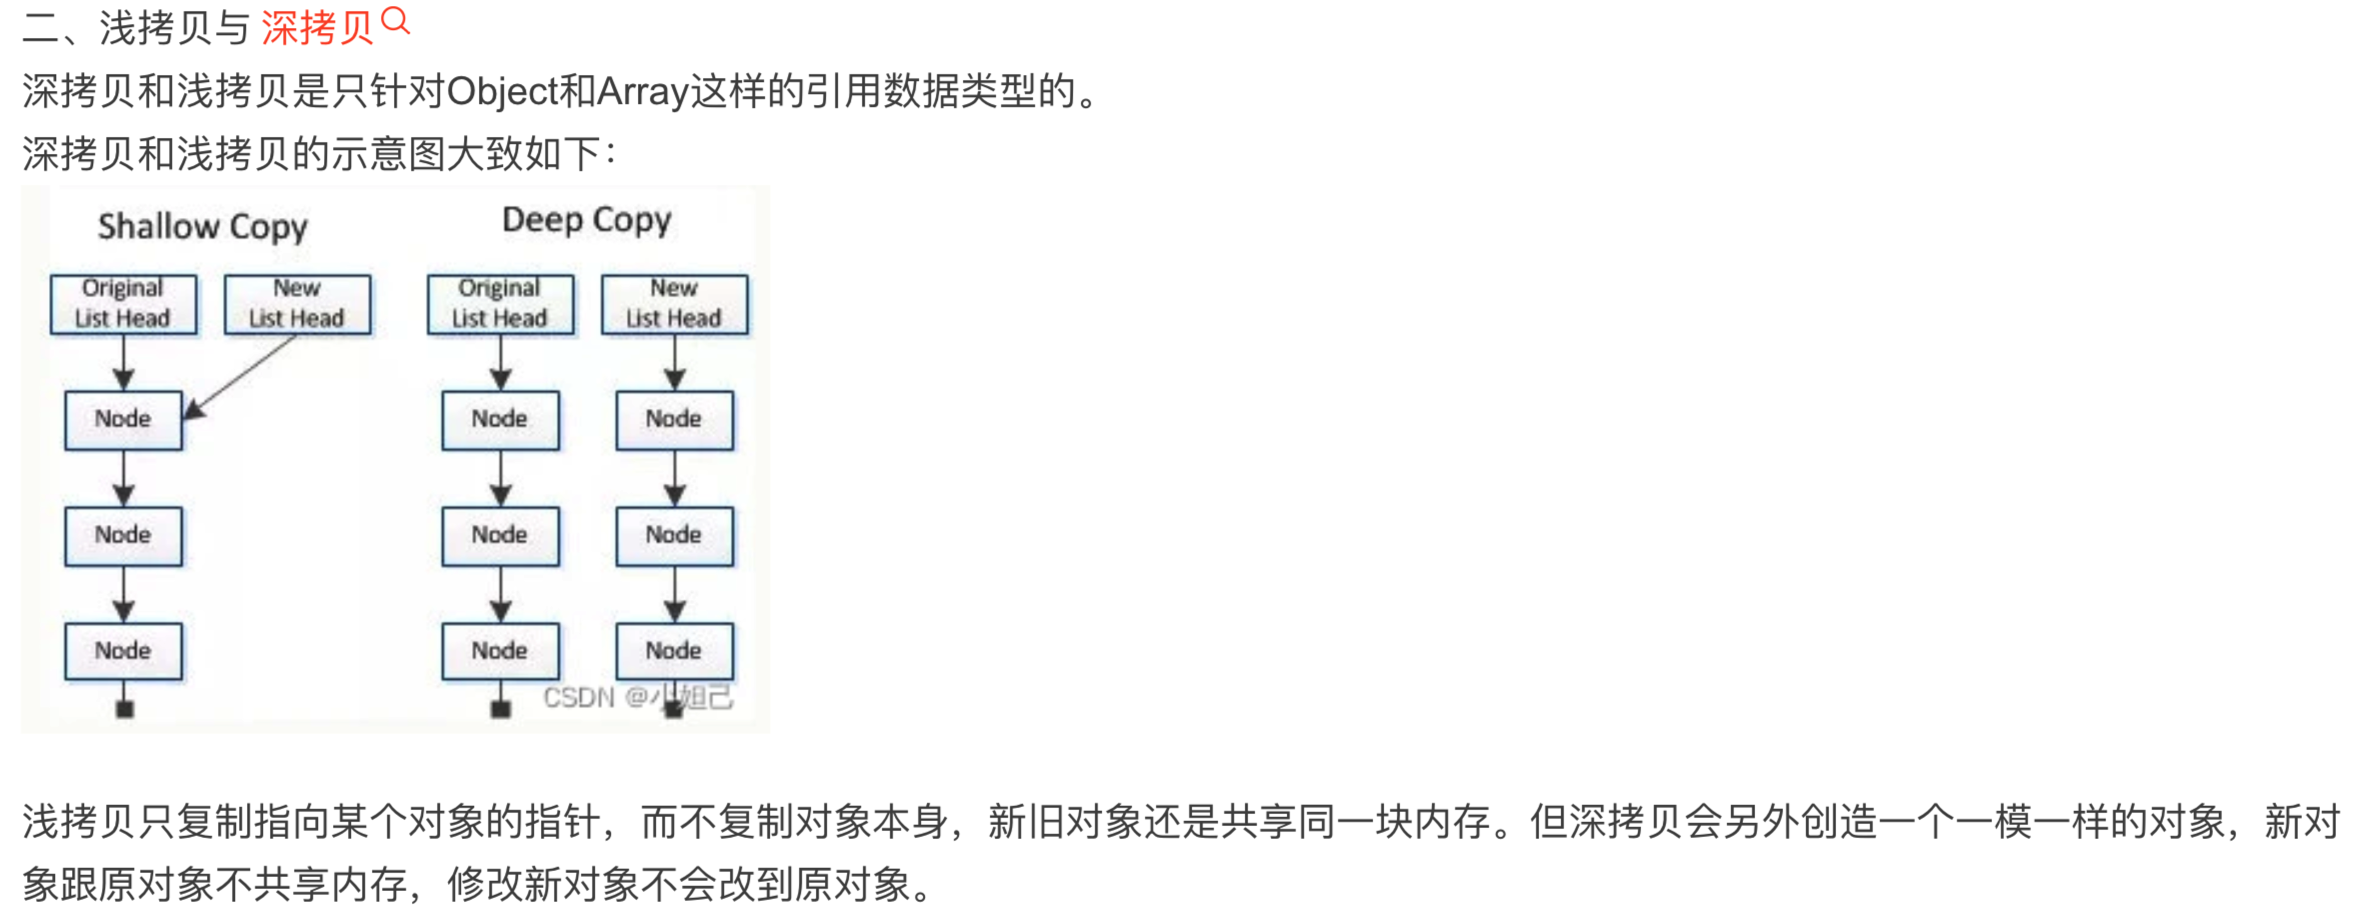 二、浅拷贝与 深拷贝
深拷贝和浅拷贝是只针对Object和Array这样的引用数据类型的。
深拷贝和浅拷贝的示意图大致如下：
Shallow Copy
Deep Copy
Original
List Head
New
List Head
Original
List Head
New
List Head
Node
Node
Node
Node
Node
Node
Node
Node
Node
CSDN @小妲己
浅拷贝只复制指向某个对象的指针，而不复制对象本身，新旧对象还是共享同一块内存。但深拷贝会另外创造一个一模一样的对象，新对
象跟原对象不共享内存，修改新对象不会改到原对象。